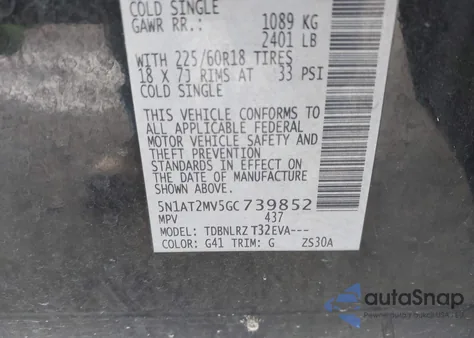 COLD SINGLE
GAWR RR.: 1089 KG
2401 LB
WITH 225/60R18 TIRES
18 X 7J RIMS AT 33 PSI
COLD SINGLE
THIS VEHICLE CONFORMS TO
ALL APPLICABLE FEDERAL
MOTOR VEHICLE SAFETY
AND THEFT PREVENTION
STANDARDS IN EFFECT ON
THE DATE OF MANUFACTURE
SHOWN ABOVE.
5N1AT2MV5GC739852
MPV 437
MODEL: TDBNLRZ T32EVA---
COLOR: G41 TRIM: G ZS30A
autoSnap